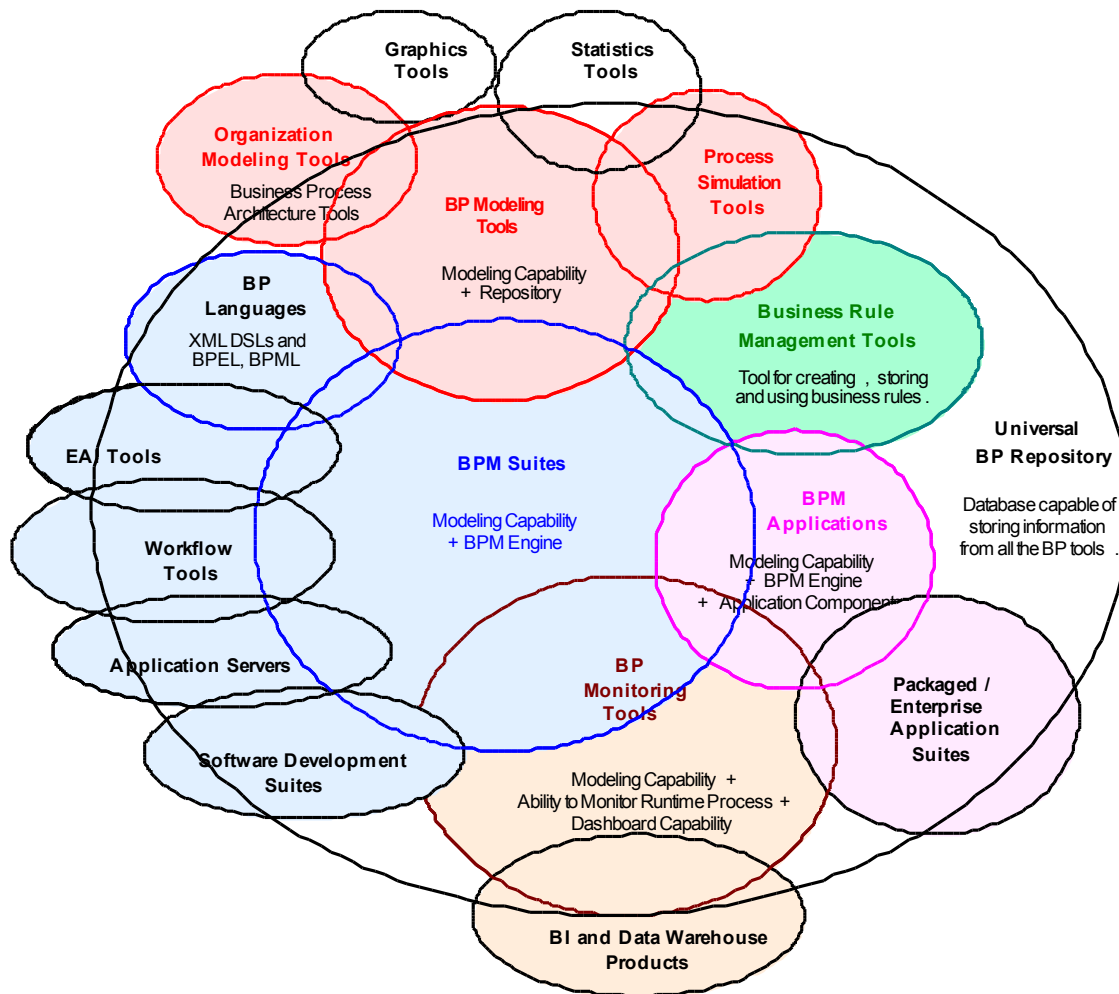 Graphics
Tools
Statistics
Tools
Organization
Modeling Tools
Business Process
Architecture Tools
BP Modeling
Tools
Modeling Capability
+ Repository
Process
Simulation
Tools
BP
Languages
XML DSLs and
BPEL, BPML
Business Rule
Management Tools
Tool for creating , storing
and using business rules .
EAI Tools
BPM Suites
Modeling Capability
+ BPM Engine
Universal
BP Repository
Database capable of
storing information
from all the BP tools .
BPM
Applications
Modeling Capability
+ BPM Engine
+ Application Components
Workflow
Tools
Application Servers
BP
Monitoring
Tools
Modeling Capability +
Ability to Monitor Runtime Process +
Dashboard Capability
Packaged /
Enterprise
Application
Suites
Software Development
Suites
BI and Data Warehouse
Products